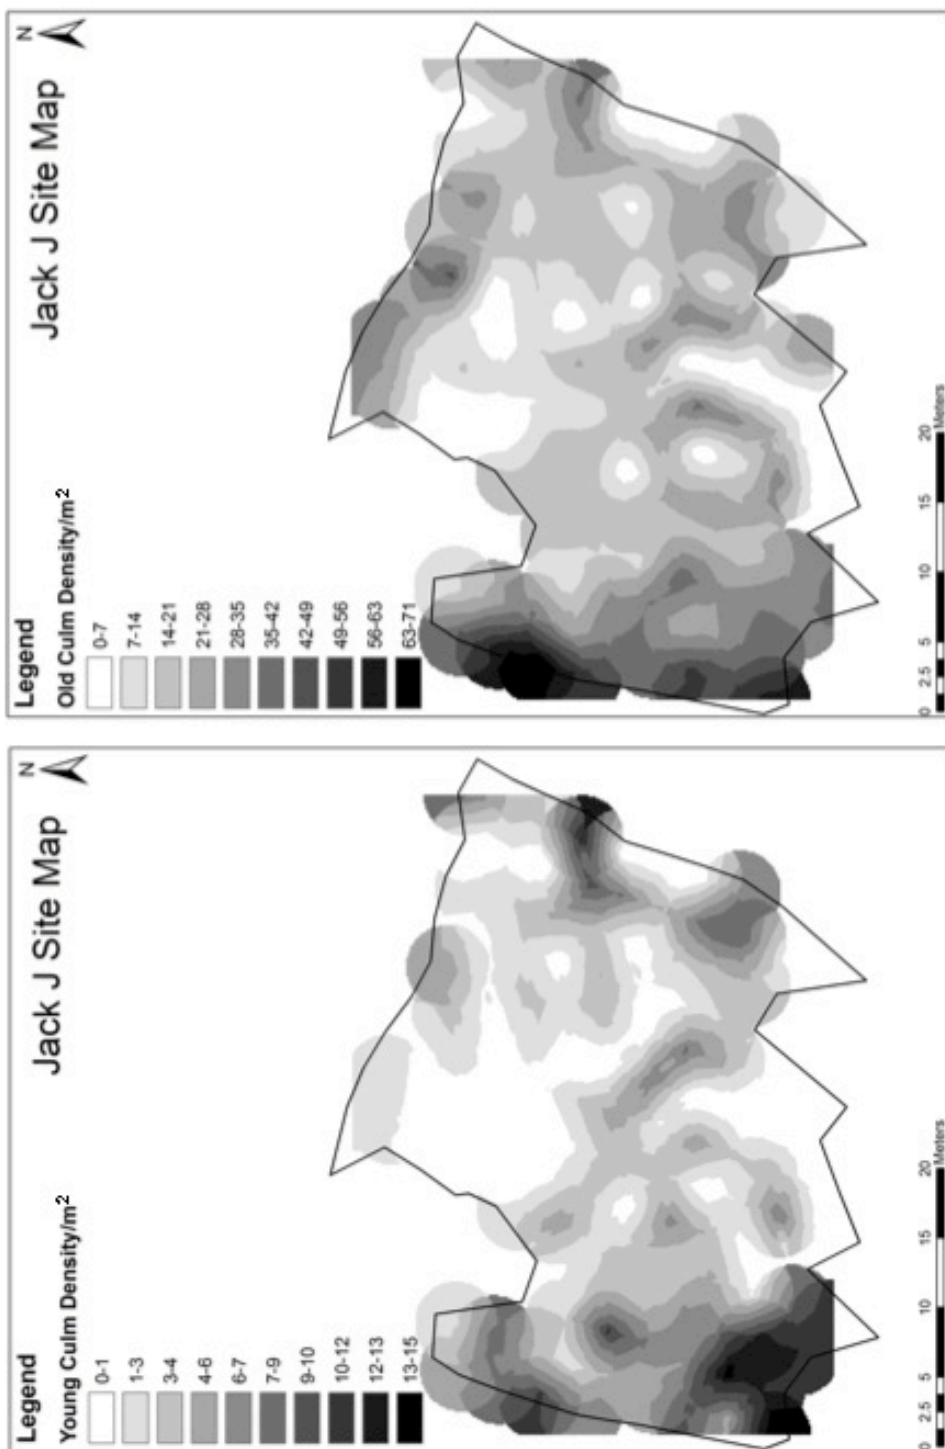 Legend
N
Jack J Site Map
Young Culm Density/m²
0-1
1-3
3-4
4-6
6-7
7-9
9-10
10-12
12-13
13-15
0 2.5 5 10 15 20
Meters
Legend
N
Jack J Site Map
Old Culm Density/m²
0-7
7-14
14-21
21-28
28-35
35-42
42-49
49-56
56-63
63-71
0 2.5 5 10 15 20
Meters